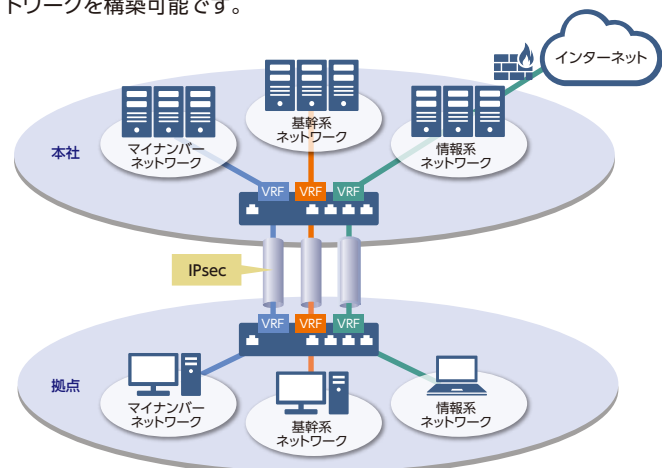 トワークを構築可能です。
インターネット
基幹系
ネットワーク
マイナンバー
ネットワーク
情報系
ネットワーク
本社
VRF VRF VRF
IPsec
VRF VRF VRF
拠点
マイナンバー
ネットワーク
基幹系
ネットワーク
情報系
ネットワーク